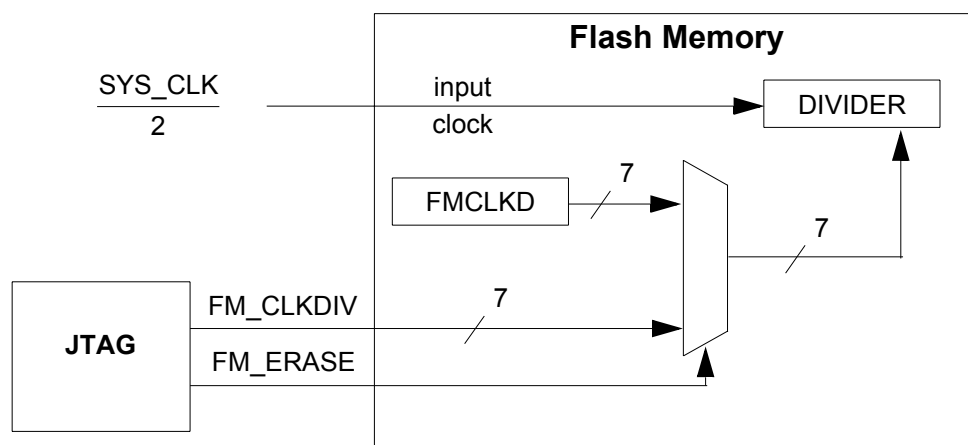 Flash Memory
SYS_CLK
2
input
clock
DIVIDER
7
FMCLKD
7
7
FM_CLKDIV
JTAG
FM_ERASE